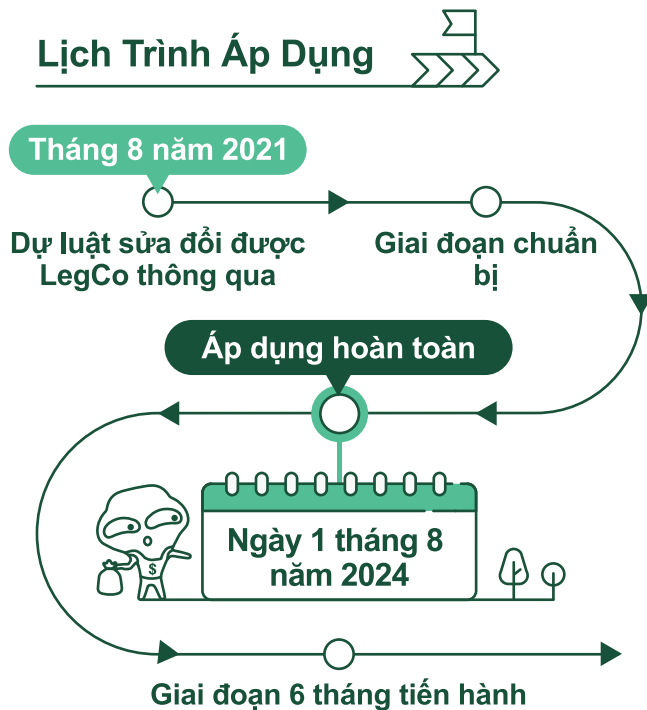 Lịch Trình Áp Dụng
Tháng 8 năm 2021
Dự luật sửa đổi được
LegCo thông qua
Giai đoạn chuẩn
bị
Áp dụng hoàn toàn
Ngày 1 tháng 8
năm 2024
$
Giai đoạn 6 tháng tiến hành